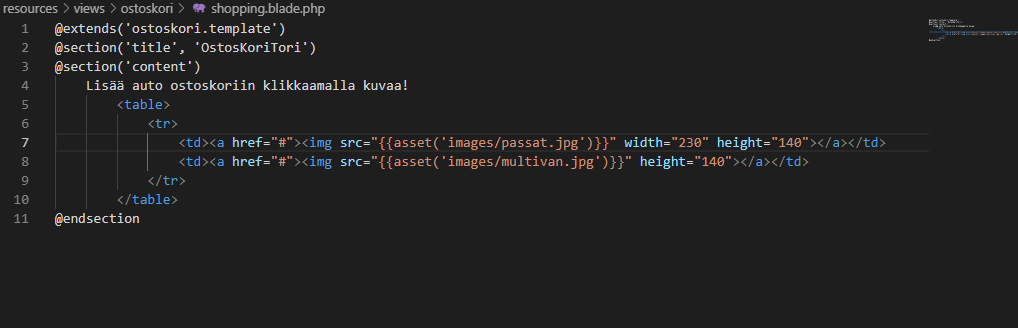 resources > views > ostoskori > shopping.blade.php
1 @extends('ostoskori.template')
2 @section('title', 'OstosKoriTori')
3 @section('content')
4 Lisää auto ostoskoriin klikkaamalla kuvaa!
5 <table>
6 <tr>
7 <td><a href="#"><img src="{{asset('images/passat.jpg')}}" width="230" height="140"></a></td>
8 <td><a href="#"><img src="{{asset('images/multivan.jpg')}}" height="140"></a></td>
9 </tr>
10 </table>
11 @endsection